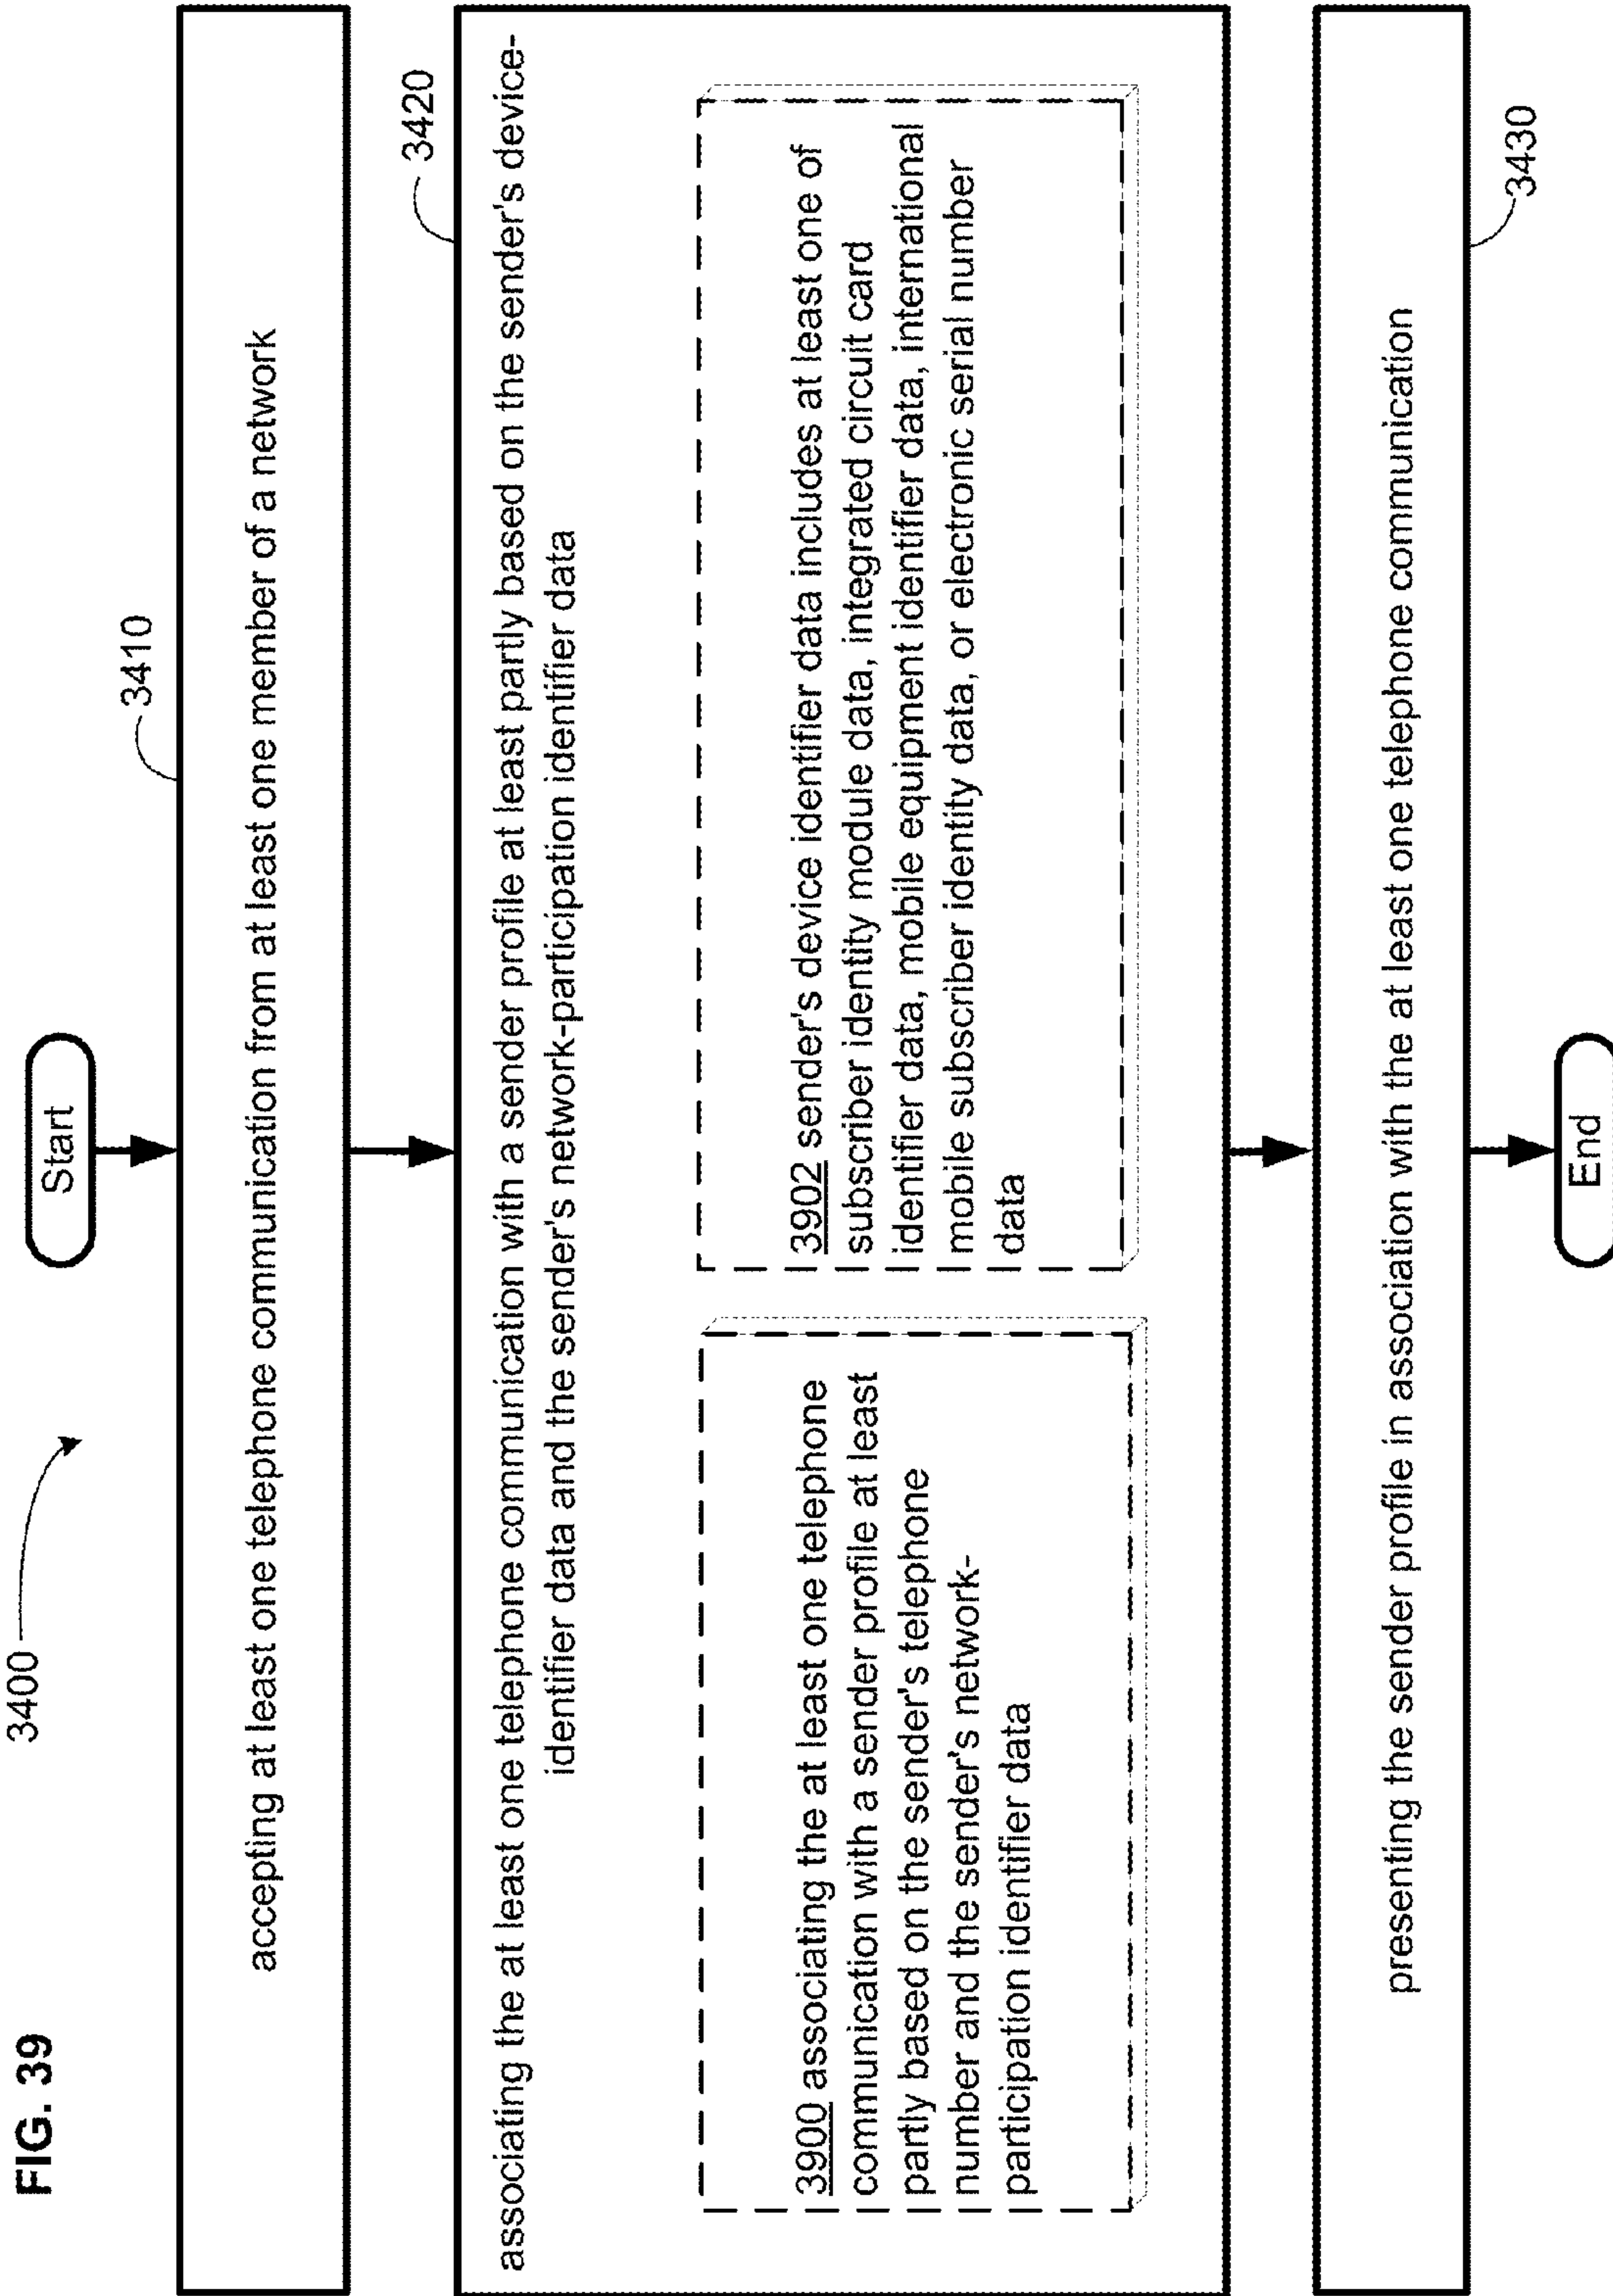 FIG. 39
3400
Start
3410
accepting at least one telephone communication from at least one member of a network
3420
associating the at least one telephone communication with a sender profile at least partly based on the sender's device-
identifier data and the sender's network-participation identifier data
3900 associating the at least one telephone
communication with a sender profile at least
partly based on the sender's telephone
number and the sender's network-
participation identifier data
3902 sender's device identifier data includes at least one of
subscriber identity module data, integrated circuit card
identifier data, mobile equipment identifier data, international
mobile subscriber identity data, or electronic serial number
data
3430
presenting the sender profile in association with the at least one telephone communication
End